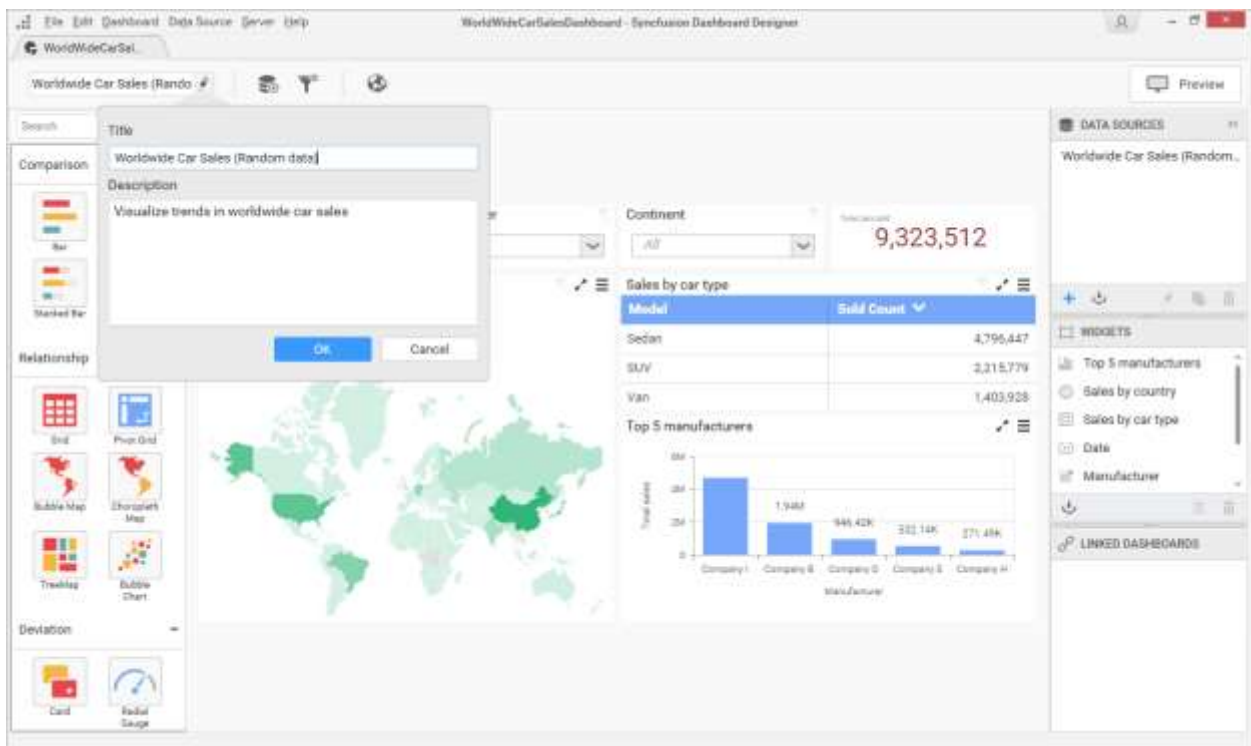 File Edit Dashboard Data Source Server Help
WorldWideCarSalesDashboard - Syncfusion Dashboard Designer
WorldWideCarSal...
Worldwide Car Sales (Rando
Preview
Search
Title
Worldwide Car Sales (Random data)
Description
Visualize trends in worldwide car sales
OK
Cancel
Comparison
Bar
Stacked Bar
Relationship
Grid
Pivot Grid
Bubble Map
Choropleth
Map
TreeMap
Bubble
Chart
Deviation
Card
Radial
Gauge
Continent
All
9,323,512
Sales by car type
Model
Sold Count
Sedan
4,796,447
SUV
2,215,779
Van
1,403,928
Top 5 manufacturers
Total sales
0
1.94M
946.42K
532.14K
Company I
Company B
Company G
Company H
Manufacturer
DATA SOURCES
Worldwide Car Sales (Random...
WIDGETS
Top 5 manufacturers
Sales by country
Sales by car type
Date
Manufacturer
LINKED DASHBOARDS